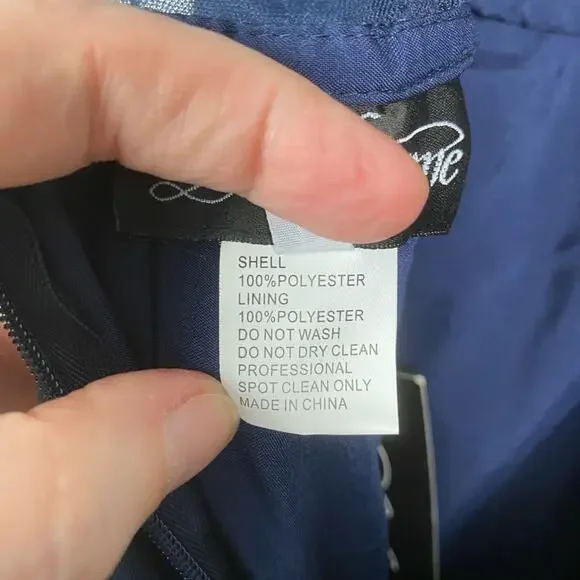 SHELL
100%POLYESTER
LINING
100%POLYESTER
DO NOT WASH
DO NOT DRY CLEAN
PROFESSIONAL
SPOT CLEAN ONLY
MADE IN CHINA